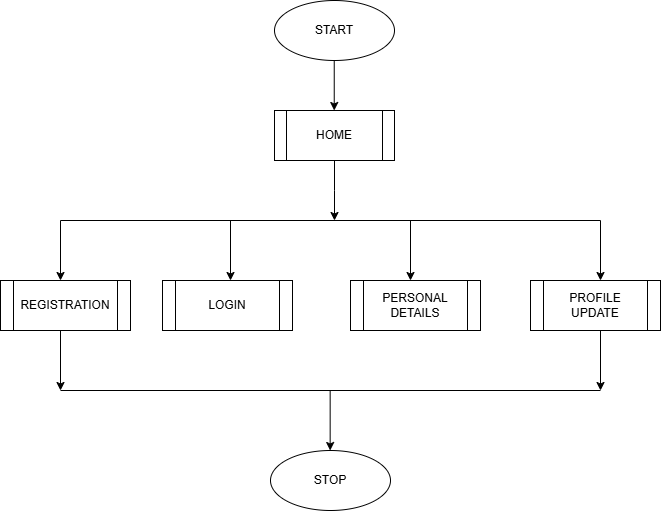 START
HOME
REGISTRATION
LOGIN
PERSONAL
DETAILS
PROFILE
UPDATE
STOP